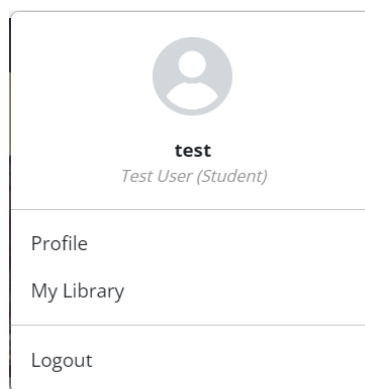 test
Test User (Student)
Profile
My Library
Logout